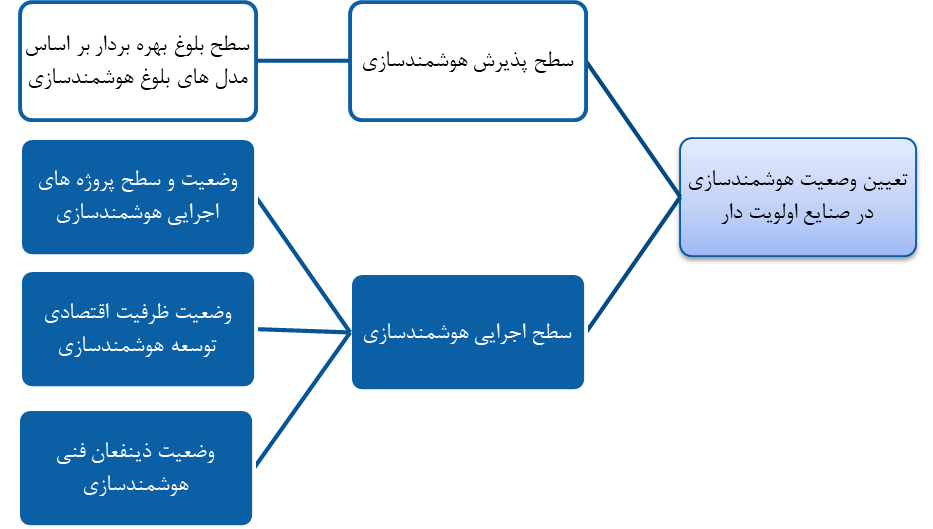 تعیین وصعیت هوشمندسازی
در صنایع اولویت دار
سطح پذیرش هوشمندسازی
سطح بلوغ بهره بردار بر اساس
مدل های بلوغ هوشمندسازی
سطح اجرایی هوشمندسازی
وضعیت و سطح پروژه های
اجرایی هوشمندسازی
وضعیت ظرفیت اقتصادی
توسعه هوشمندسازی
وضعیت ذینفعان فنی
هوشمندسازی